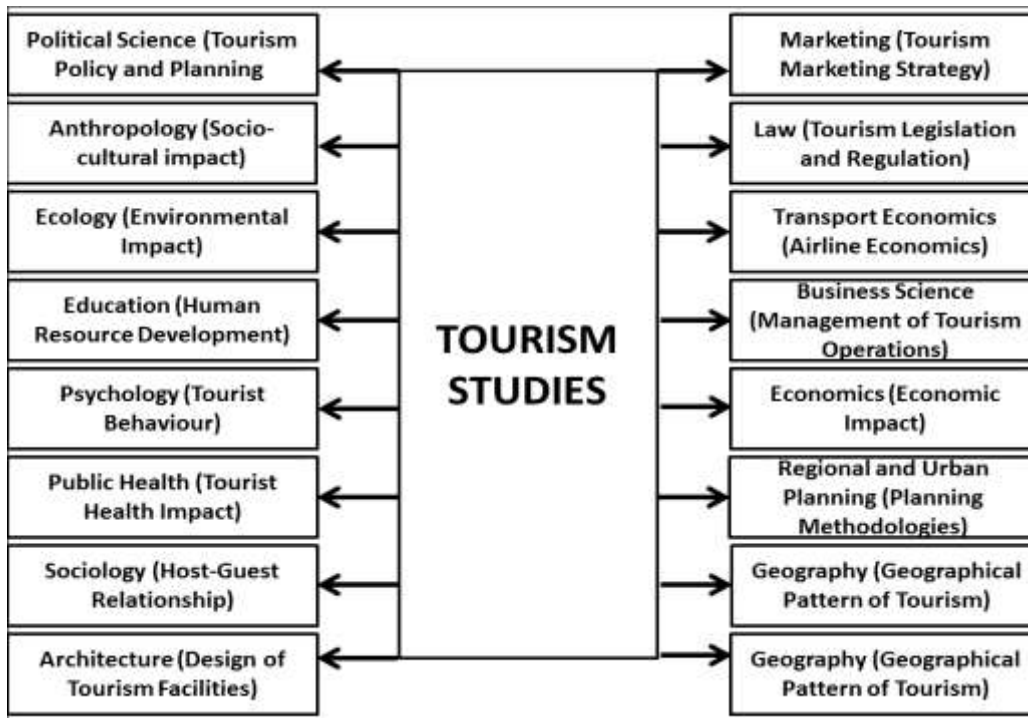 Political Science (Tourism
Policy and Planning
Anthropology (Socio-
cultural impact)
Ecology (Environmental
Impact)
Education (Human
Resource Development)
Psychology (Tourist
Behaviour)
Public Health (Tourist
Health Impact)
Sociology (Host-Guest
Relationship)
Architecture (Design of
Tourism Facilities)
TOURISM
STUDIES
Marketing (Tourism
Marketing Strategy)
Law (Tourism Legislation
and Regulation)
Transport Economics
(Airline Economics)
Business Science
(Management of Tourism
Operations)
Economics (Economic
Impact)
Regional and Urban
Planning (Planning
Methodologies)
Geography (Geographical
Pattern of Tourism)
Geography (Geographical
Pattern of Tourism)